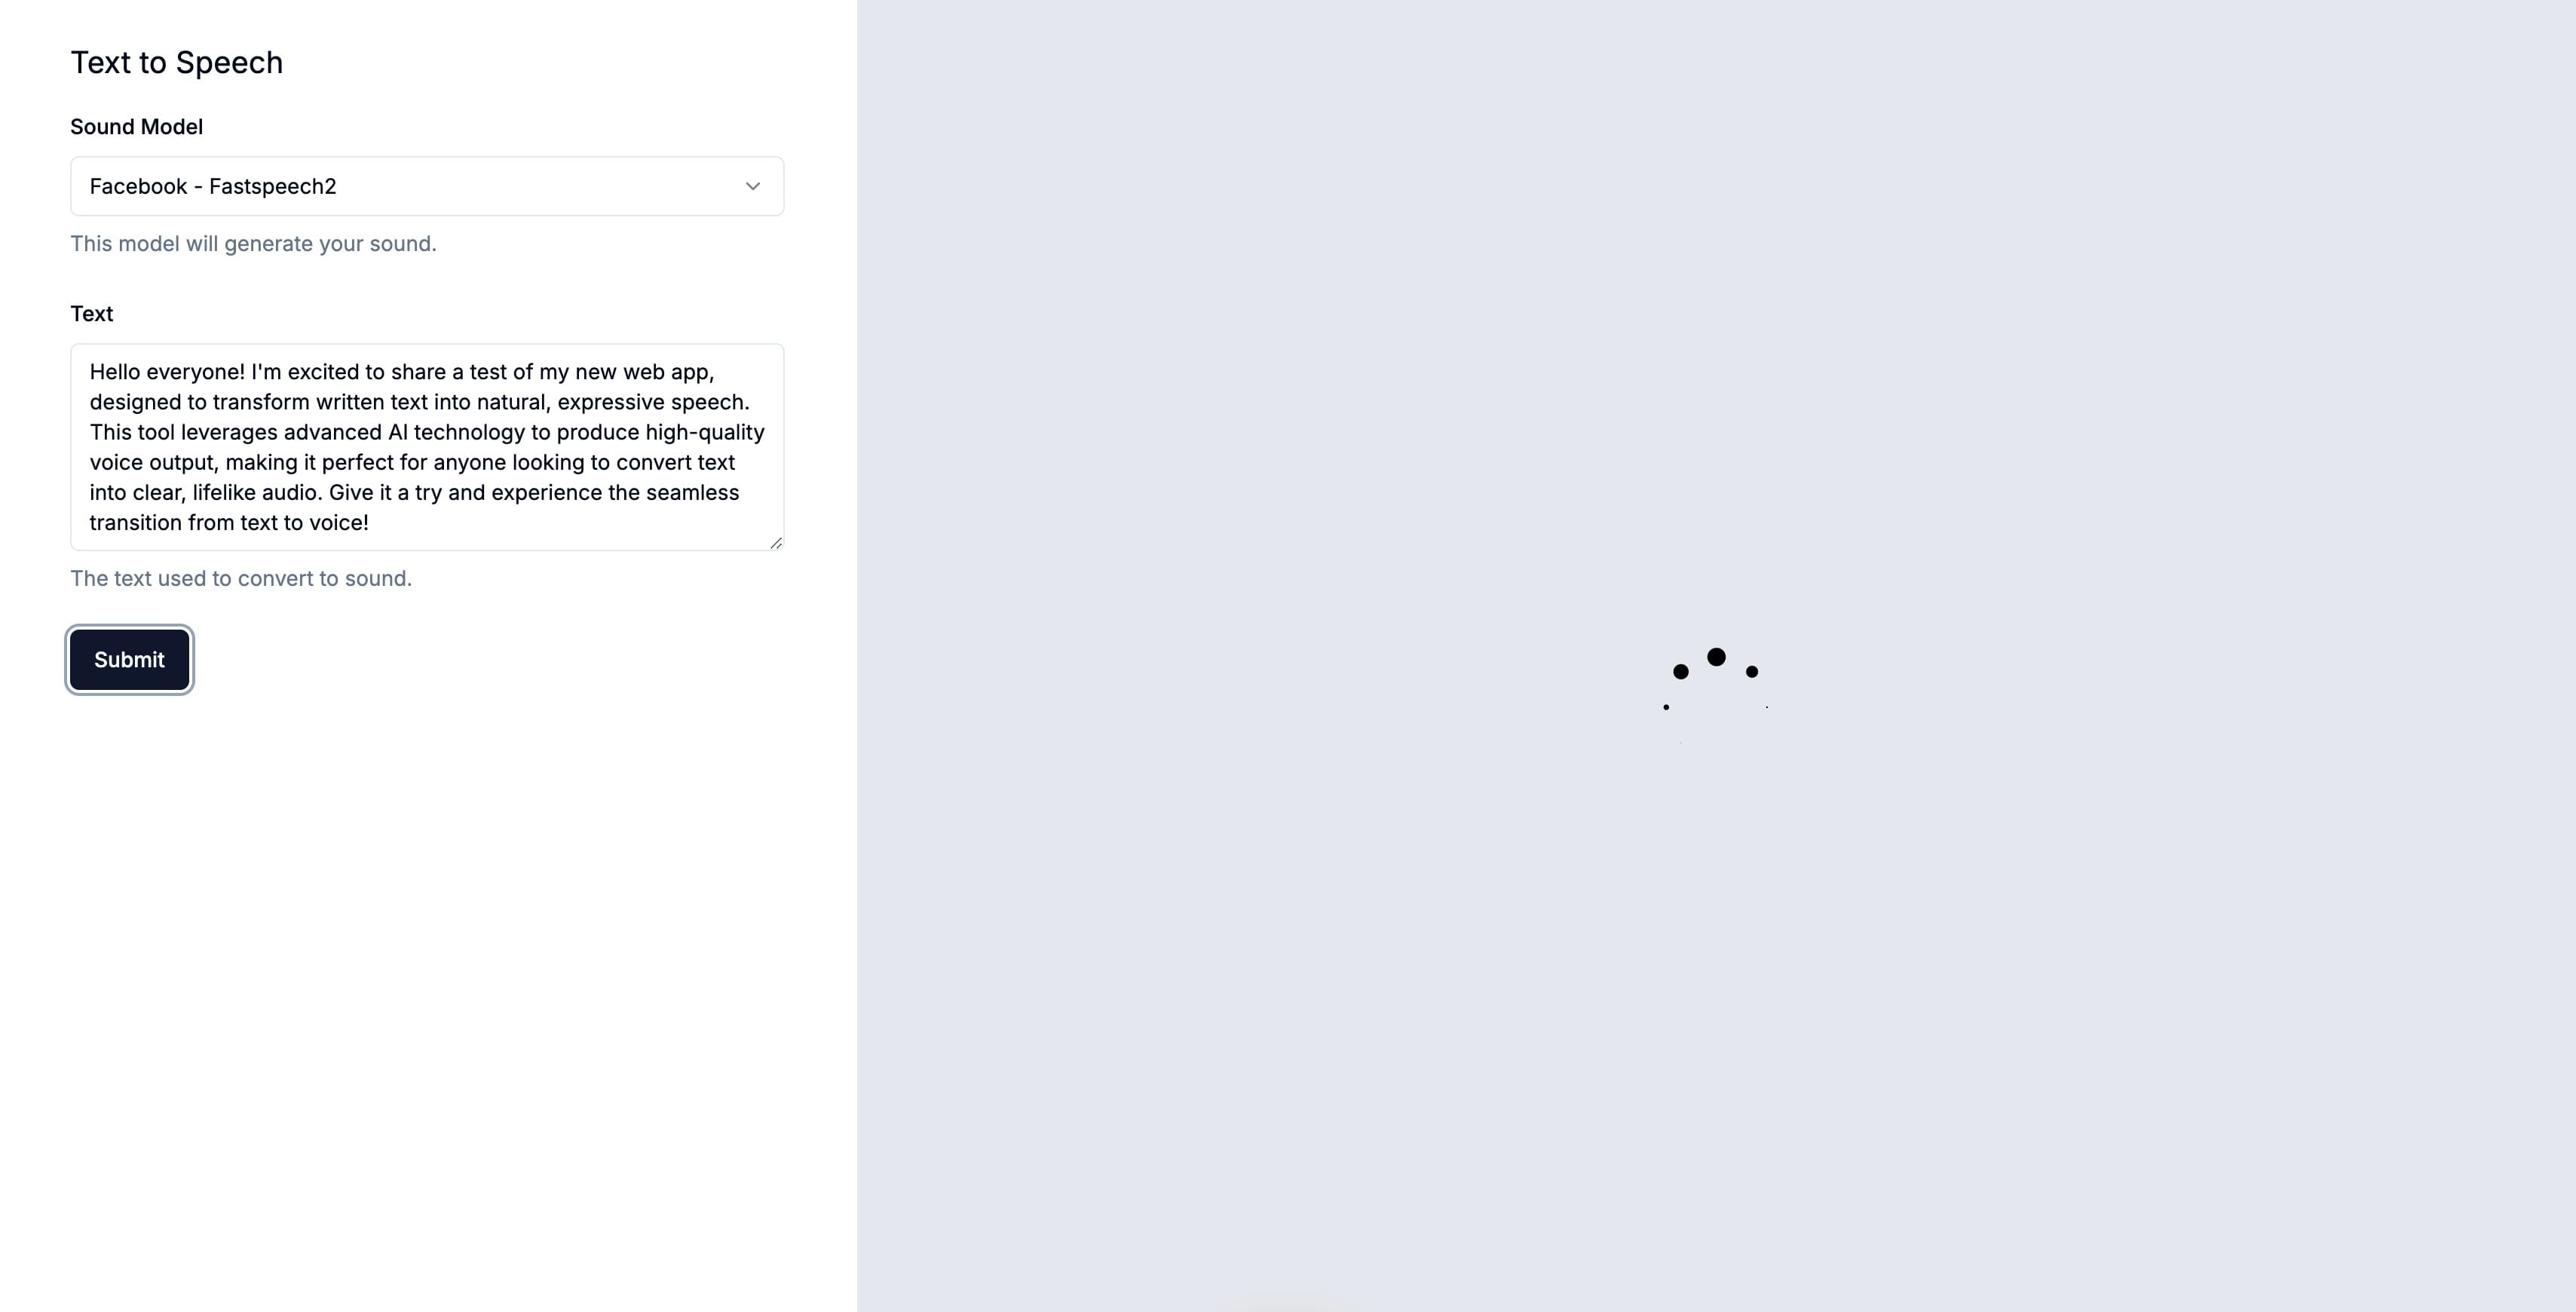 Text to Speech
Sound Model
Facebook - Fastspeech2
This model will generate your sound.
Text
Hello everyone! I'm excited to share a test of my new web app,
designed to transform written text into natural, expressive speech.
This tool leverages advanced AI technology to produce high-quality
voice output, making it perfect for anyone looking to convert text
into clear, lifelike audio. Give it a try and experience the seamless
transition from text to voice!
The text used to convert to sound.
Submit